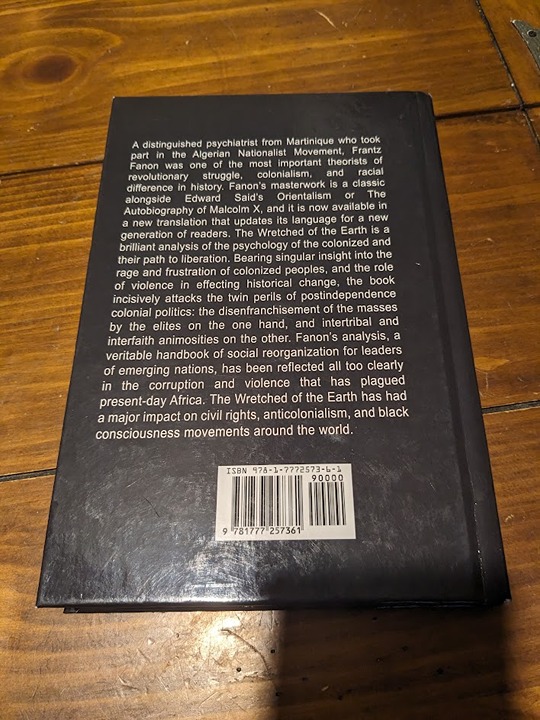 A distinguished psychiatrist from Martinique who took
part in the Algerian Nationalist Movement, Frantz
Fanon was one of the most important theorists of
revolutionary struggle, colonialism, and racial
difference in history. Fanon's masterwork is a classic
alongside Edward Said's Orientalism or The
Autobiography of Malcolm X, and it is now available in
a new translation that updates its language for a new
generation of readers. The Wretched of the Earth is a
brilliant analysis of the psychology of the colonized and
their path to liberation. Bearing singular insight into the
rage and frustration of colonized peoples, and the role
of violence in effecting historical change, the book
incisively attacks the twin perils of postindependence
colonial politics: the disenfranchisement of the masses
by the elites on the one hand, and intertribal and
interfaith animosities on the other. Fanon's analysis, a
veritable handbook of social reorganization for leaders
of emerging nations, has been reflected all too clearly
in the corruption and violence that has plagued
present-day Africa. The Wretched of the Earth has had
a major impact on civil rights, anticolonialism, and black
consciousness movements around the world.
ISBN 978-1-7772573-6-1
90000
9 781777 257361